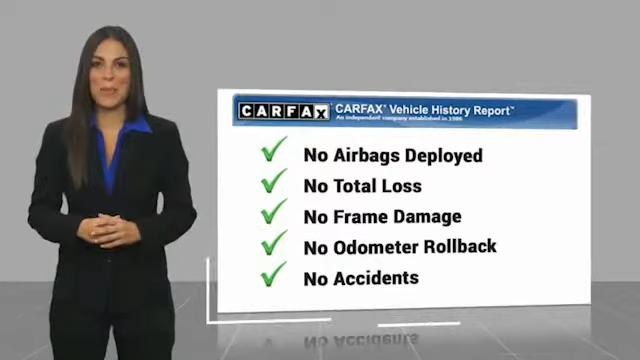 CARFAX CARFAX® Vehicle History Report™
An independent company established in 1986
No Airbags Deployed
No Total Loss
No Frame Damage
No Odometer Rollback
No Accidents